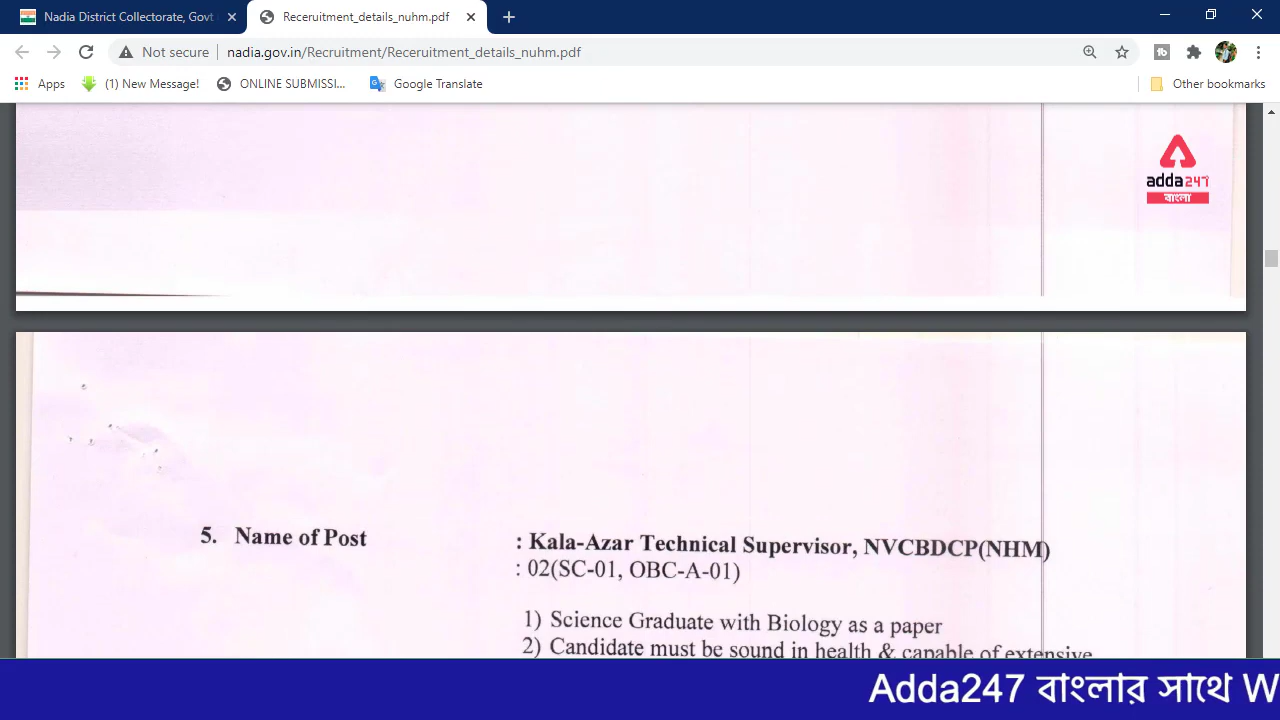 Nadia District Collectorate, Govt
Receruitment_details_nuhm.pdf
Not secure
nadia.gov.in/Recruitment/Receruitment_details_nuhm.pdf
Apps
(1) New Message!
ONLINE SUBMISSI...
Google Translate
Other bookmarks
adda247
বাংলা
5. Name of Post : Kala-Azar Technical Supervisor, NVCBDCP(NHM)
: 02(SC-01, OBC-A-01)
1) Science Graduate with Biology as a paper
2) Candidate must be sound in health & capable of extensive
Adda247 বাংলার সাথে W